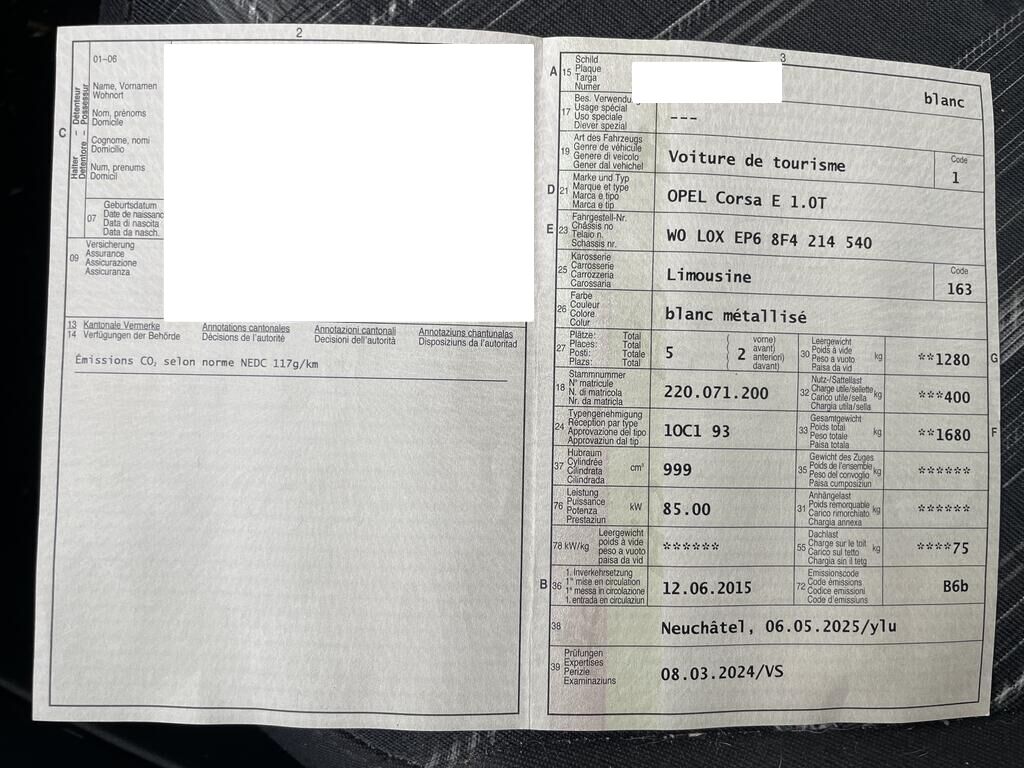 2
01–06
Name, Vornamen
Wohnort
Nom, prénoms
Domicile
Cognome, nomi
Domicilio
Num, prenums
Domicil
C
Halter – Détenteur
Detentore – Possessur
07
Geburtsdatum
Date de naissanc
Data di nascita
Data da nasch.
09
Versicherung
Assurance
Assicurazione
Assicuranza
13 Kantonale Vermerke Annotations cantonales Annotazioni cantonali Annotaziuns chantunalas
14 Verfügungen der Behörde Décisions de l'autorité Decisioni dell'autorità Disposiziuns da l'autoritad
Émissions CO₂ selon norme NEDC 117g/km
3
A 15
Schild
Plaque
Targa
Numer
blanc
17
Bes. Verwendu
Usage spécial
Uso speciale
Diever spezial
---
19
Art des Fahrzeugs
Genre de véhicule
Genere di veicolo
Gener dal vehichel
Voiture de tourisme
Code
1
D 21
Marke und Typ
Marque et type
Marca e tipo
Marca e tip
OPEL Corsa E 1.0T
E 23
Fahrgestell-Nr.
Châssis no
Telaio n.
Schassis nr.
W0 L0X EP6 8F4 214 540
25
Karosserie
Carrosserie
Carrozzeria
Carossaria
Limousine
Code
163
26
Farbe
Couleur
Colore
Colur
blanc métallisé
27
Plätze: Total
Places: Total
Posti: Totale
Plazs: Total
5
2
vorne)
avant)
anteriori)
davant)
30
Leergewicht
Poids à vide
Peso a vuoto
Paisa da vid
kg
**1280
G
18
Stammnummer
N° matricule
N. di matricola
Nr. da matricla
220.071.200
32
Nutz-/Sattellast
Charge utile/sellette
Carico utile/sella
Chargia utila/sella
kg
***400
24
Typengenehmigung
Réception par type
Approvazione del tipo
Approvaziun dal tip
1OC1 93
33
Gesamtgewicht
Poids total
Peso totale
Paisa totala
kg
**1680
F
37
Hubraum
Cylindrée
Cilindrata
Cilindrada
cm³
999
35
Gewicht des Zuges
Poids de l'ensemble
Peso del convoglio
Paisa cumposiziun
kg
******
76
Leistung
Puissance
Potenza
Prestaziun
kW
85.00
31
Anhängelast
Poids remorquable
Carico rimorchiato
Chargia annexa
kg
******
78 kW/kg
Leergewicht
poids à vide
peso a vuoto
paisa da vid
******
55
Dachlast
Charge sur le toit
Carico sul tetto
Chargia sin il tetg
kg
****75
B 36
1. Inverkehrsetzung
1re mise en circulation
1a messa in circolazione
1. entrada en circulaziun
12.06.2015
72
Emissionscode
Code émissions
Codice emissioni
Code d'emissiuns
B6b
38
Neuchâtel, 06.05.2025/ylu
39
Prüfungen
Expertises
Perizie
Examinaziuns
08.03.2024/VS